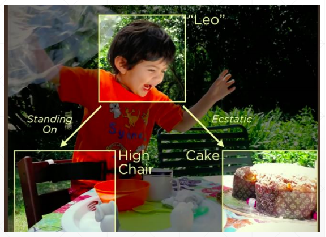 “Leo”
Standing
On
Ecstatic
High
Chair
Cake